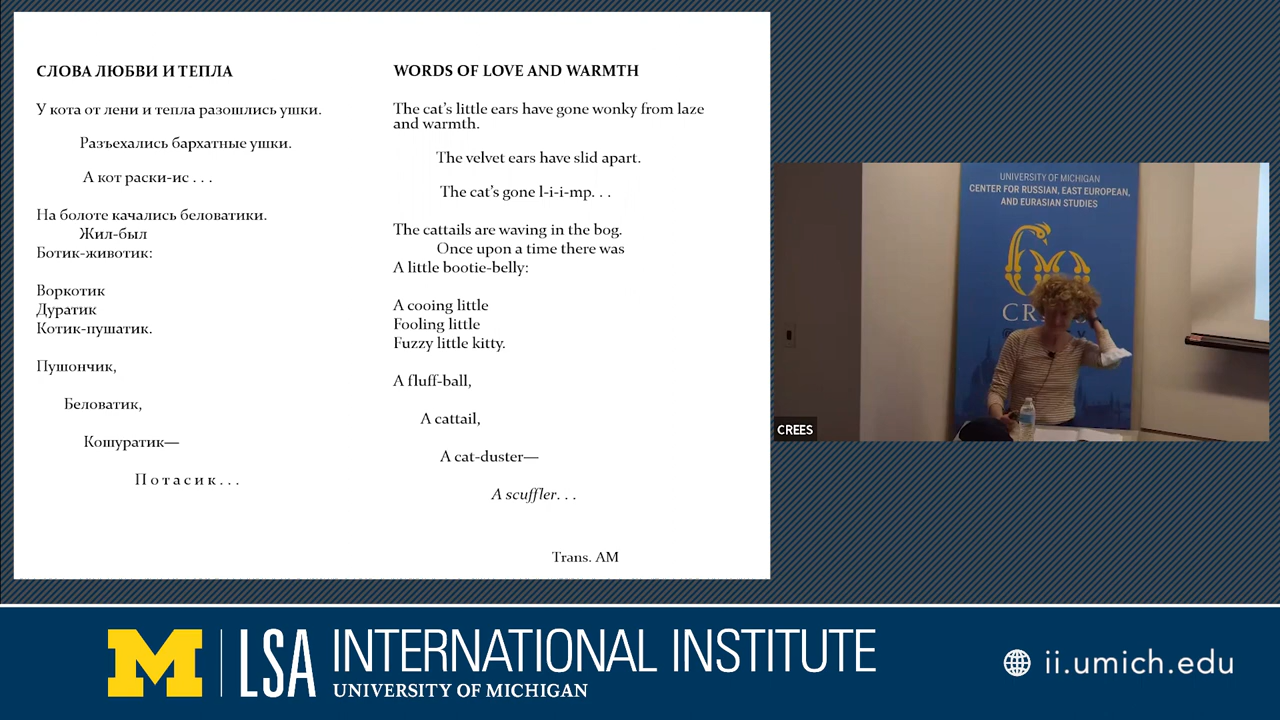 СЛОВА ЛЮБВИ И ТЕПЛА
У кота от лени и тепла разошлись ушки.
Разъехались бархатные ушки.
А кот раски-ис . . .
На болоте качались беловатики.
Жил-был
Ботик-животик:
Воркотик
Дуратик
Котик-пушатик.
Пушончик,
Беловатик,
Кошуратик—
П о т а с и к . . .
WORDS OF LOVE AND WARMTH
The cat's little ears have gone wonky from laze
and warmth.
The velvet ears have slid apart.
The cat's gone l-i-i-mp. . .
The cattails are waving in the bog.
Once upon a time there was
A little bootie-belly:
A cooing little
Fooling little
Fuzzy little kitty.
A fluff-ball,
A cattail,
A cat-duster—
A scuffler. . .
Trans. AM
UNIVERSITY OF MICHIGAN
CENTER FOR RUSSIAN, EAST EUROPEAN,
AND EURASIAN STUDIES
60
CREES
M LSA INTERNATIONAL INSTITUTE
UNIVERSITY OF MICHIGAN
ii.umich.edu